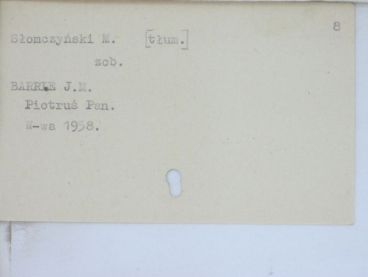 8
Słomczyński M. [tłum.]
zob.
BARRIE J.M.
Piotruś Pan.
W-wa 1958.